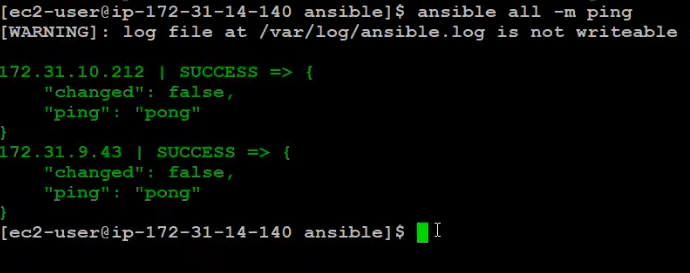 [ec2-user@ip-172-31-14-140 ansible]$ ansible all -m ping
[WARNING]: log file at /var/log/ansible.log is not writeable
172.31.10.212 | SUCCESS => {
    "changed": false,
    "ping": "pong"
}
172.31.9.43 | SUCCESS => {
    "changed": false,
    "ping": "pong"
}
[ec2-user@ip-172-31-14-140 ansible]$